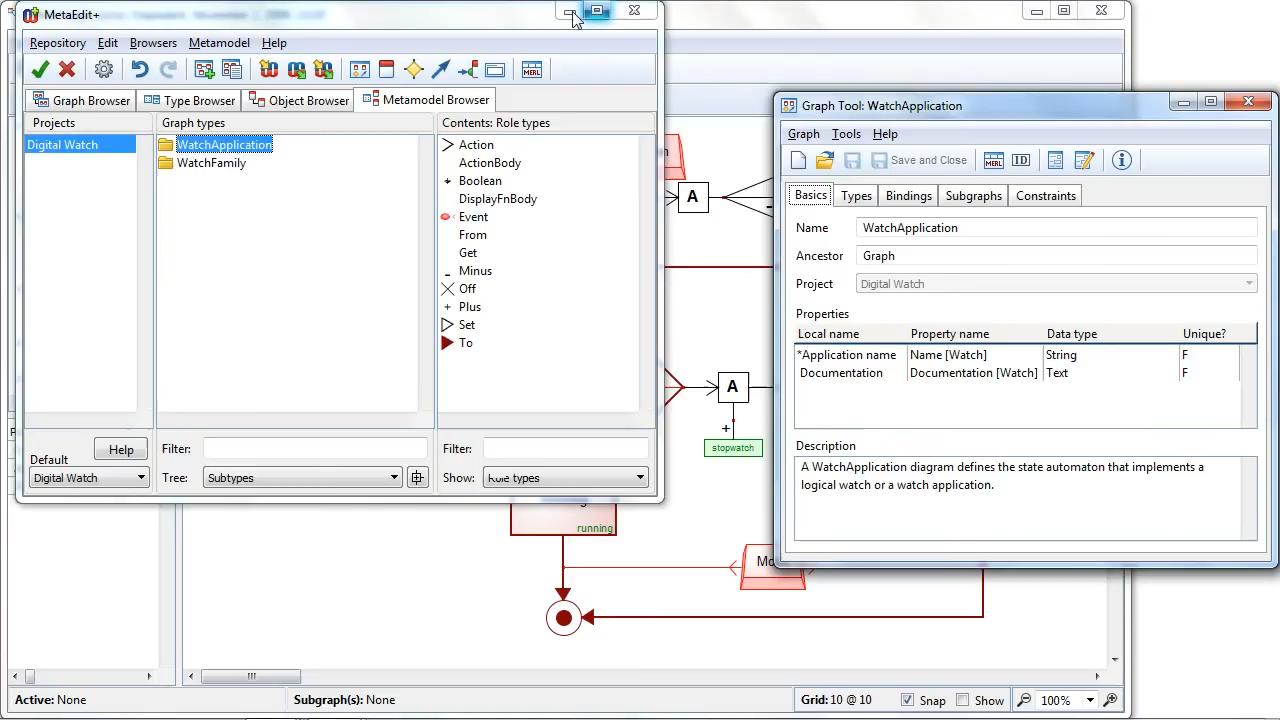 MetaEdit+
Repository Edit Browsers Metamodel Help
MERL
Graph Browser Type Browser Object Browser Metamodel Browser
Projects Graph types Contents: Role types
Digital Watch
WatchApplication
WatchFamily
Action
ActionBody
Boolean
DisplayFnBody
Event
From
Get
Minus
Off
Plus
Set
To
Default Help Filter: Filter:
Digital Watch Tree: Subtypes Show: Role types
A
A
+
stopwatch
running
Active: None Subgraph(s): None Grid: 10 @ 10 Snap Show 100%
Graph Tool: WatchApplication
Graph Tools Help
Save and Close MERL ID
Basics Types Bindings Subgraphs Constraints
Name WatchApplication
Ancestor Graph
Project Digital Watch
Properties
Local name Property name Data type Unique?
*Application name Name [Watch] String F
Documentation Documentation [Watch] Text F
Description
A WatchApplication diagram defines the state automaton that implements a
logical watch or a watch application.